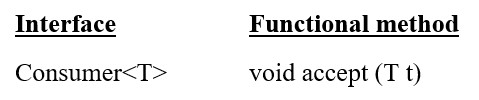 Interface Functional method
Consumer<T> void accept (T t)